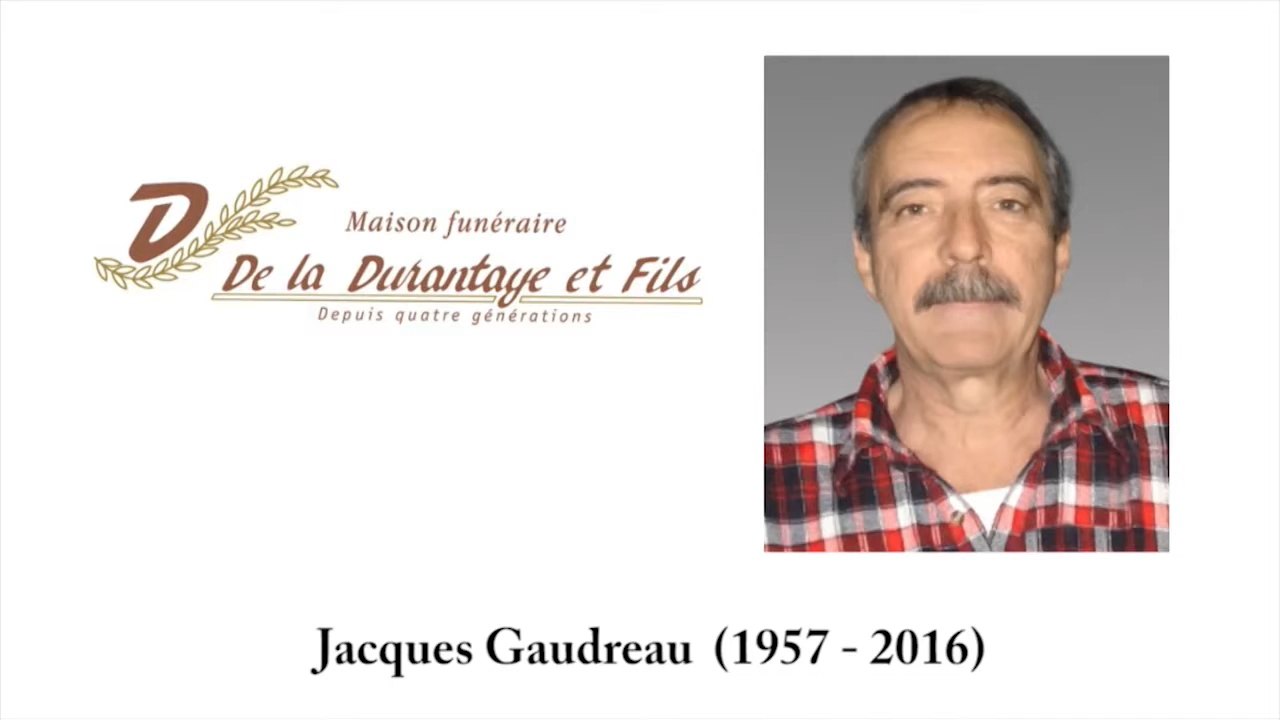 D
Maison funéraire
De la Durantaye et Fils
Depuis quatre générations
Jacques Gaudreau (1957 - 2016)